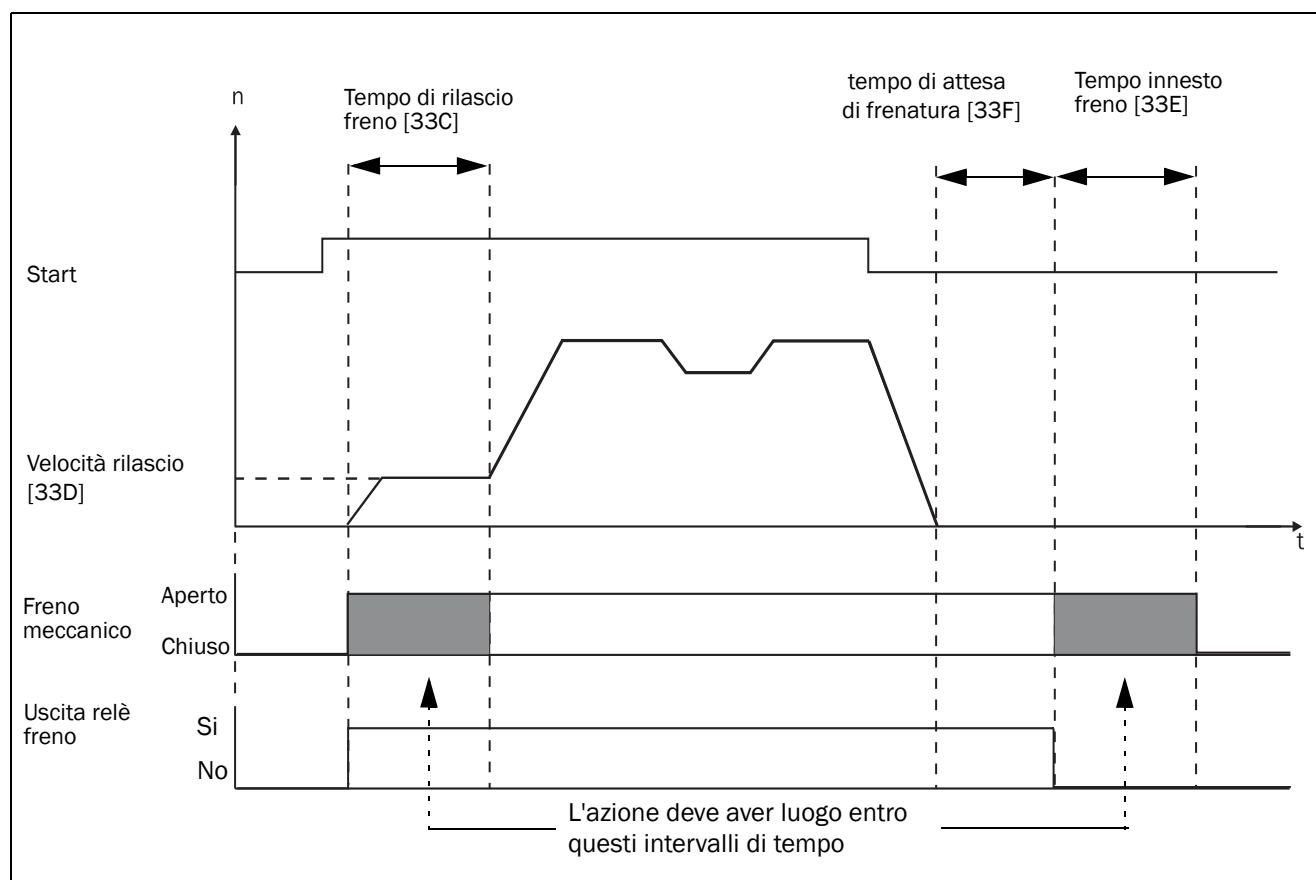 n
Tempo di rilascio
freno [33C]
tempo di attesa
di frenatura [33F]
Tempo innesto
freno [33E]
Start
Velocità rilascio
[33D]
t
Freno
meccanico
Aperto
Chiuso
Uscita relè
freno
Si
No
L'azione deve aver luogo entro
questi intervalli di tempo